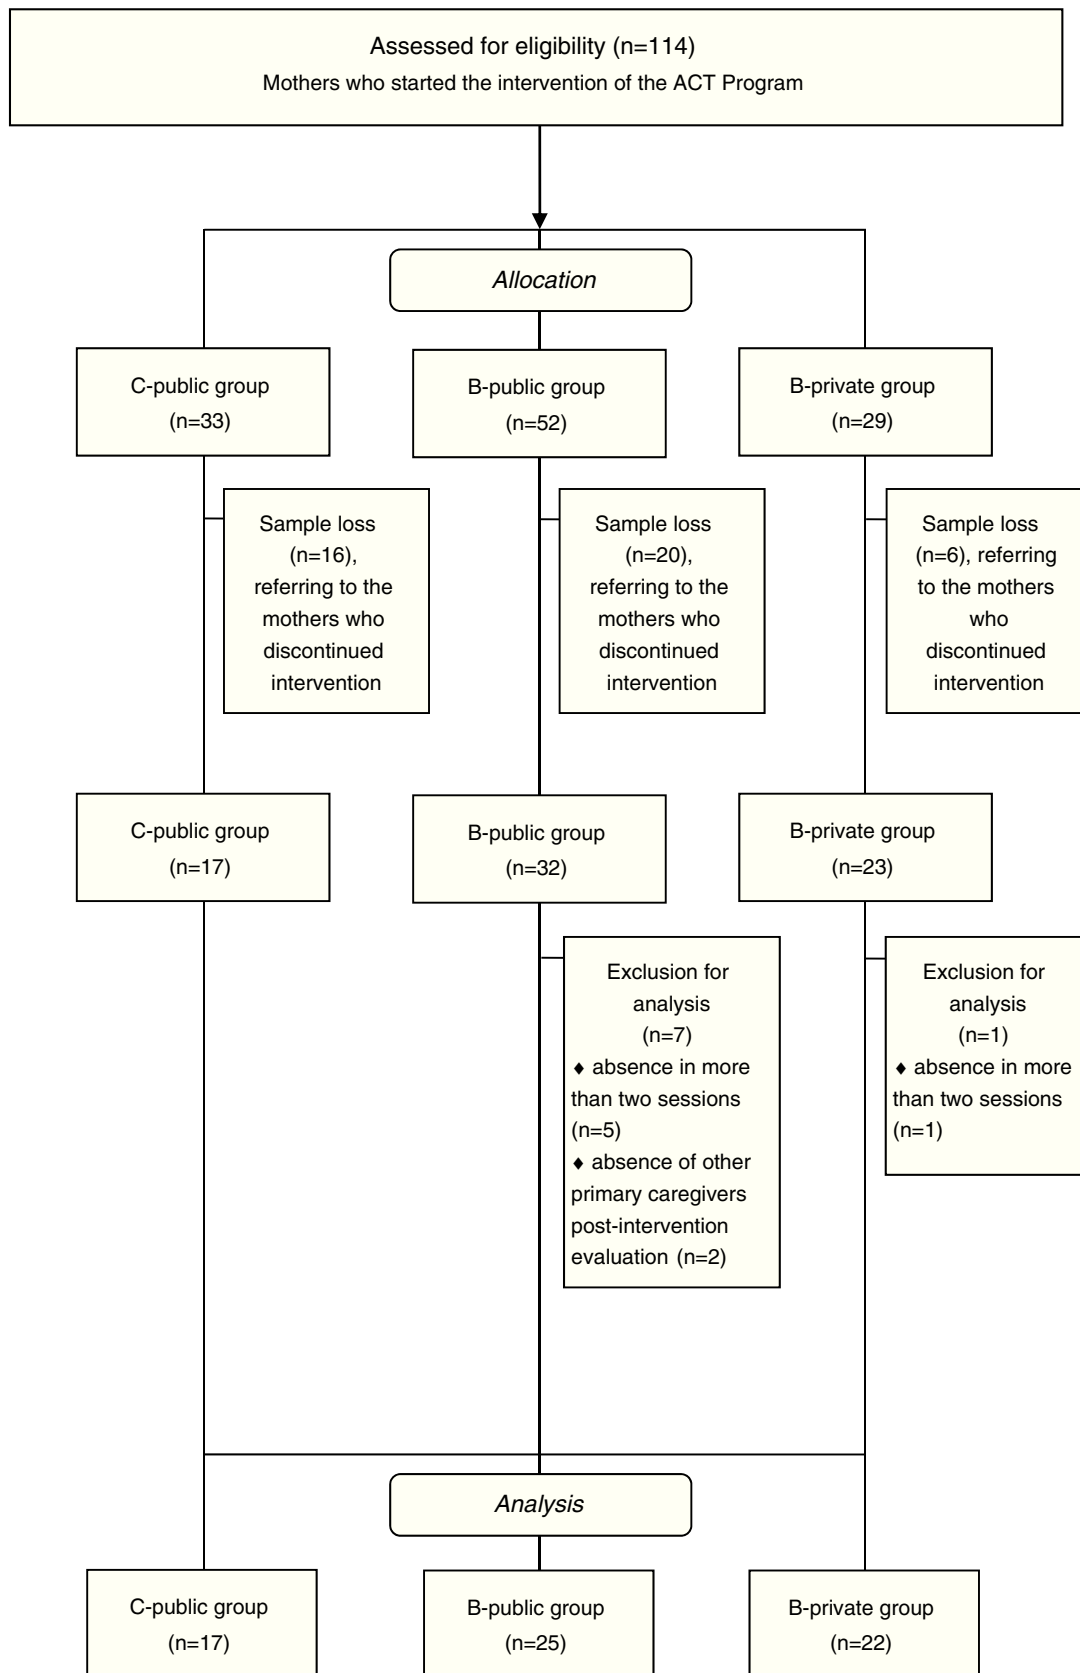 Assessed for eligibility (n=114)
Mothers who started the intervention of the ACT Program
Allocation
C-public group
(n=33)
B-public group
(n=52)
B-private group
(n=29)
Sample loss
(n=16),
referring to the
mothers who
discontinued
intervention
Sample loss
(n=20),
referring to the
mothers who
discontinued
intervention
Sample loss
(n=6), referring
to the mothers
who
discontinued
intervention
C-public group
(n=17)
B-public group
(n=32)
B-private group
(n=23)
Exclusion for
analysis
(n=7)
♦ absence in more
than two sessions
(n=5)
♦ absence of other
primary caregivers
post-intervention
evaluation (n=2)
Exclusion for
analysis
(n=1)
♦ absence in more
than two sessions
(n=1)
Analysis
C-public group
(n=17)
B-public group
(n=25)
B-private group
(n=22)